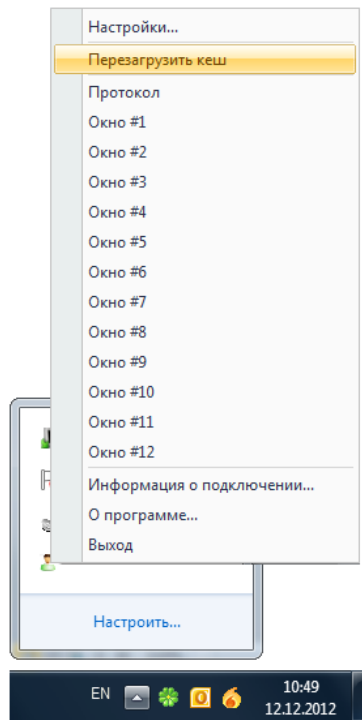 Настройки...
Перезагрузить кеш
Протокол
Окно #1
Окно #2
Окно #3
Окно #4
Окно #5
Окно #6
Окно #7
Окно #8
Окно #9
Окно #10
Окно #11
Окно #12
Информация о подключении...
О программе...
Выход
Настроить...
EN
10:49
12.12.2012